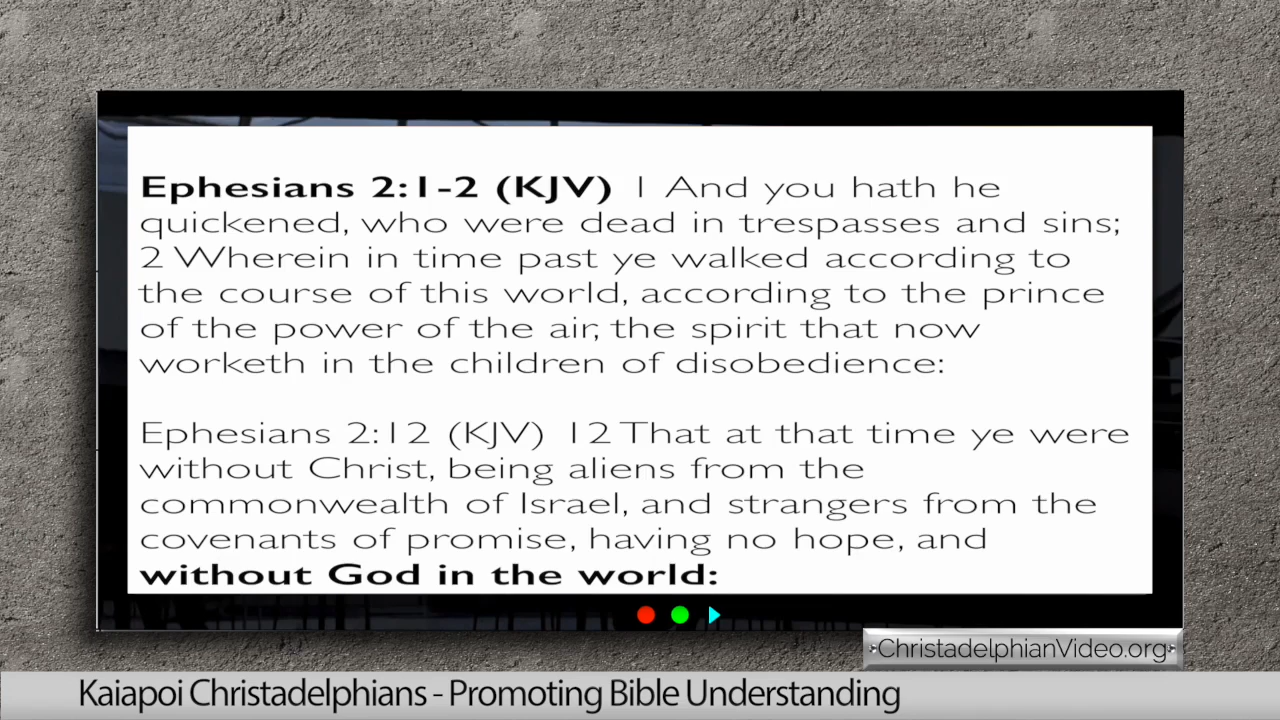 Ephesians 2:1-2 (KJV) 1 And you hath he
quickened, who were dead in trespasses and sins;
2 Wherein in time past ye walked according to
the course of this world, according to the prince
of the power of the air, the spirit that now
worketh in the children of disobedience:
Ephesians 2:12 (KJV) 12 That at that time ye were
without Christ, being aliens from the
commonwealth of Israel, and strangers from the
covenants of promise, having no hope, and
without God in the world:
ChristadelphianVideo.org
Kaiapoi Christadelphians - Promoting Bible Understanding